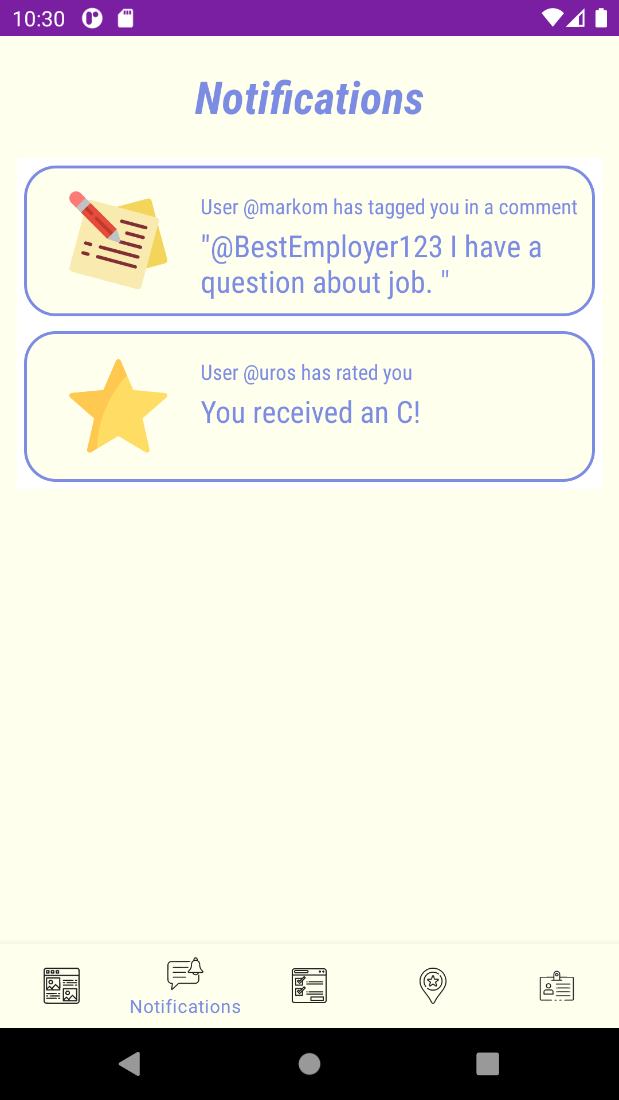 10:30
Notifications
User @markom has tagged you in a comment
"@BestEmployer123 I have a
question about job. "
User @uros has rated you
You received an C!
Notifications